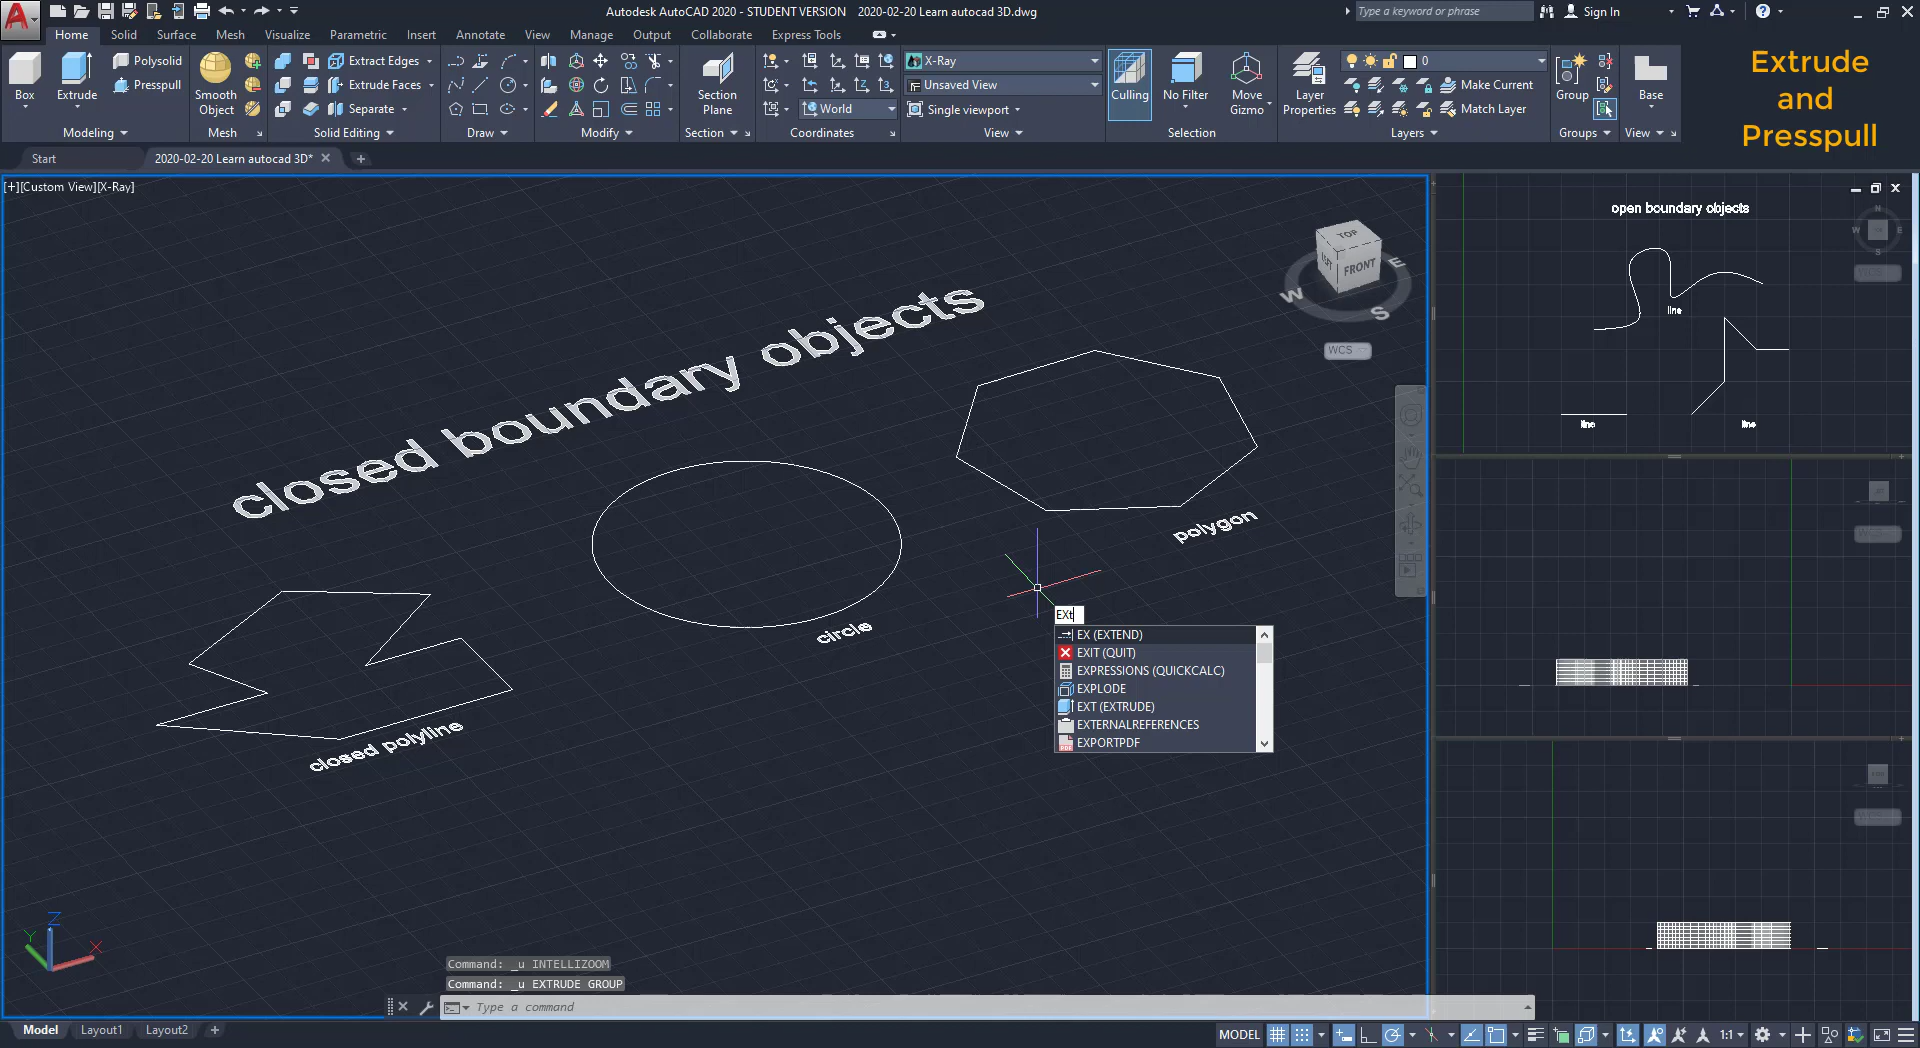 Autodesk AutoCAD 2020 - STUDENT VERSION 2020-02-20 Learn autocad 3D.dwg
Type a keyword or phrase
Sign In
Home Solid Surface Mesh Visualize Parametric Insert Annotate View Manage Output Collaborate Express Tools
Box
Extrude
Polysolid
Presspull
Modeling
Smooth
Object
Mesh
Extract Edges
Extrude Faces
Separate
Solid Editing
Draw
Modify
Section
Plane
Section
World
Coordinates
X-Ray
Unsaved View
Single viewport
View
Culling
No Filter
Move
Gizmo
Selection
Layer
Properties
0
Make Current
Match Layer
Layers
Group
Groups
Base
View
Extrude
and
Presspull
Start
2020-02-20 Learn autocad 3D*
[+][Custom View][X-Ray]
closed boundary objects
TOP
LEFT
FRONT
W
S
E
WCS
polygon
circle
closed polyline
EXt
EX (EXTEND)
EXIT (QUIT)
EXPRESSIONS (QUICKCALC)
EXPLODE
EXT (EXTRUDE)
EXTERNALREFERENCES
EXPORTPDF
open boundary objects
N
W
E
S
line
line
line
Z
Y
X
Command: _u INTELLIZOOM
Command: _u EXTRUDE GROUP
Type a command
Model Layout1 Layout2
MODEL
1:1